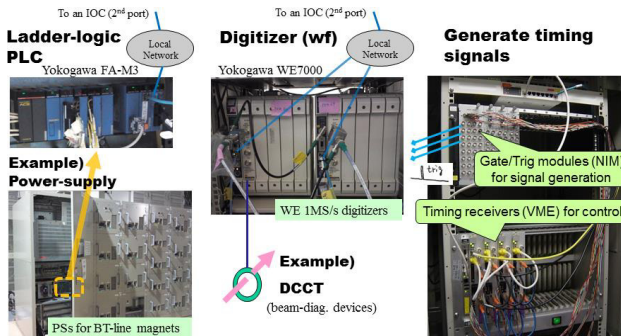 To an IOC (2nd port)
Ladder-logic
PLC
Local
Network
Yokogawa FA-M3
Example)
Power-supply
PSs for BT-line magnets
To an IOC (2nd port)
Digitizer (wf)
Local
Network
Yokogawa WE7000
WE 1MS/s digitizers
Example)
DCCT
(beam-diag. devices)
Generate timing
signals
trig
Gate/Trig modules (NIM)
for signal generation
Timing receivers (VME) for control